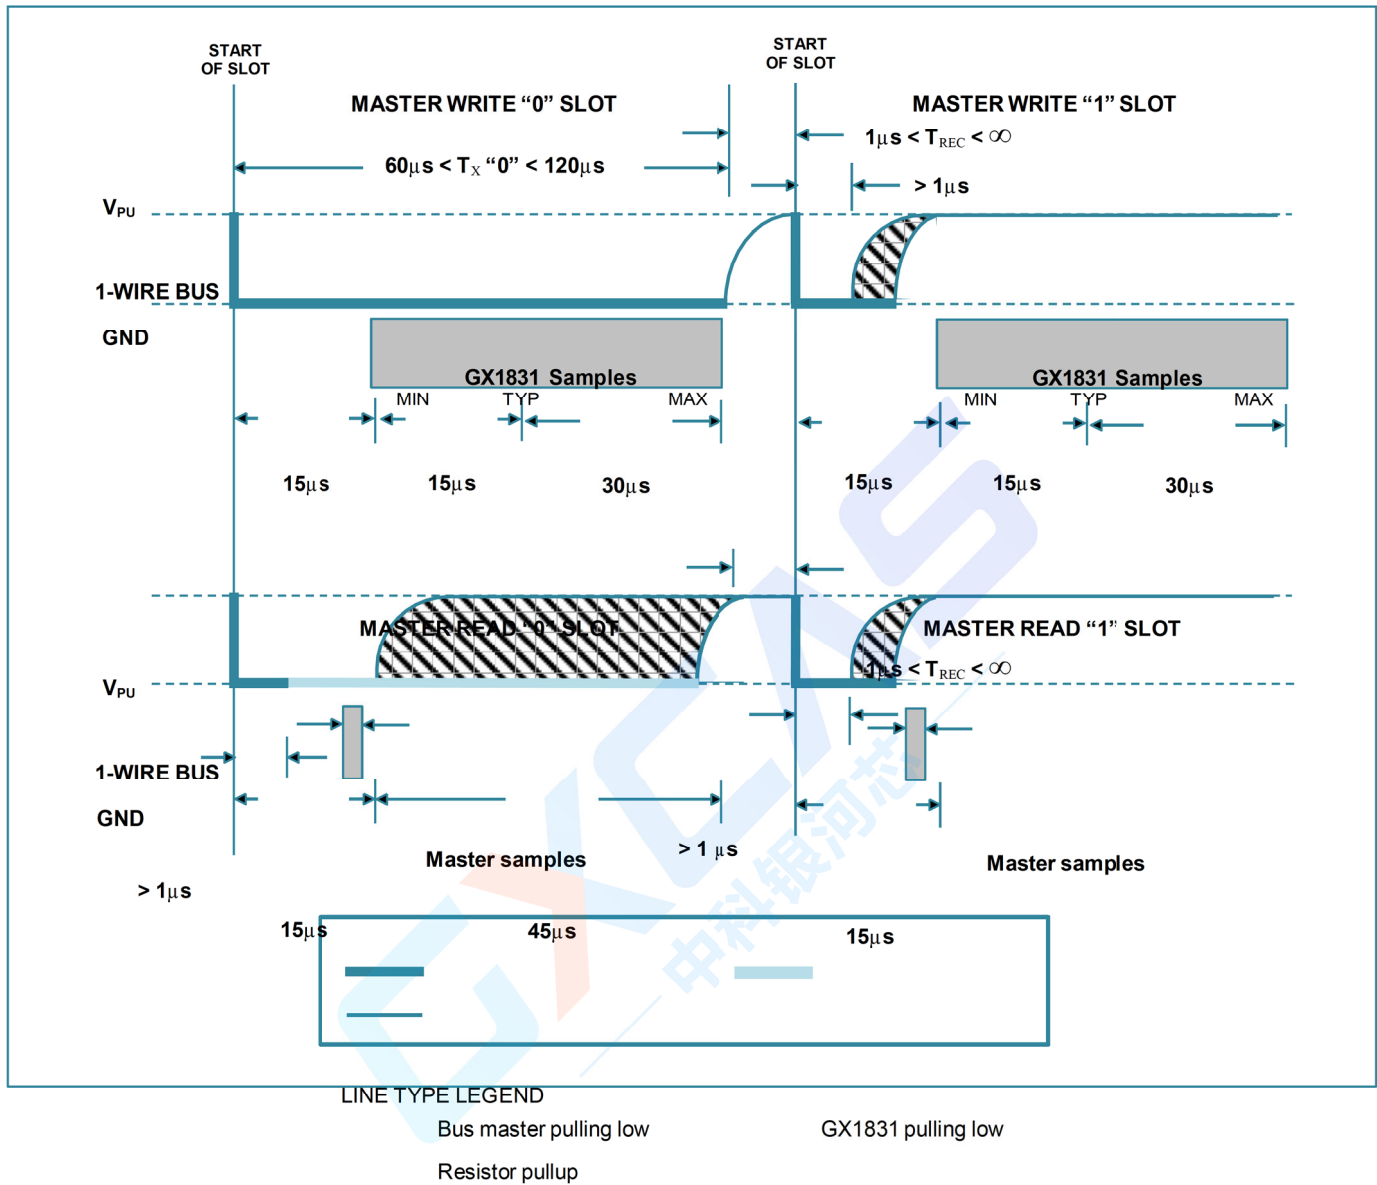 START
OF SLOT
START
OF SLOT
MASTER WRITE “0” SLOT
MASTER WRITE “1” SLOT
1μs < TREC < ∞
60μs < TX “0” < 120μs
> 1μs
VPU
1-WIRE BUS
GND
GX1831 Samples
GX1831 Samples
MIN TYP MAX
MIN TYP MAX
15μs 15μs 30μs
15μs 15μs 30μs
MASTER READ “0” SLOT
MASTER READ “1” SLOT
1μs < TREC < ∞
VPU
1-WIRE BUS
GND
> 1 μs
Master samples
Master samples
> 1μs
15μs 45μs 15μs
GXCAS
中科银河芯
LINE TYPE LEGEND
Bus master pulling low
GX1831 pulling low
Resistor pullup